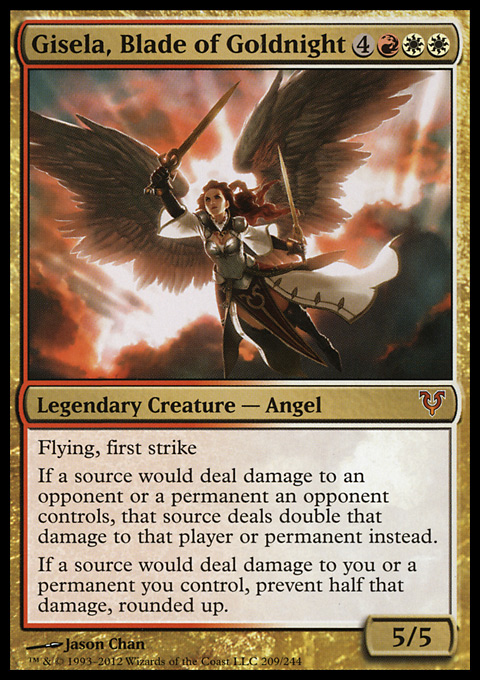 Gisela, Blade of Goldnight 4
Legendary Creature — Angel
Flying, first strike
If a source would deal damage to an
opponent or a permanent an opponent
controls, that source deals double that
damage to that player or permanent instead.
If a source would deal damage to you or a
permanent you control, prevent half that
damage, rounded up.
5/5
Jason Chan
™ & © 1993–2012 Wizards of the Coast LLC 209/244